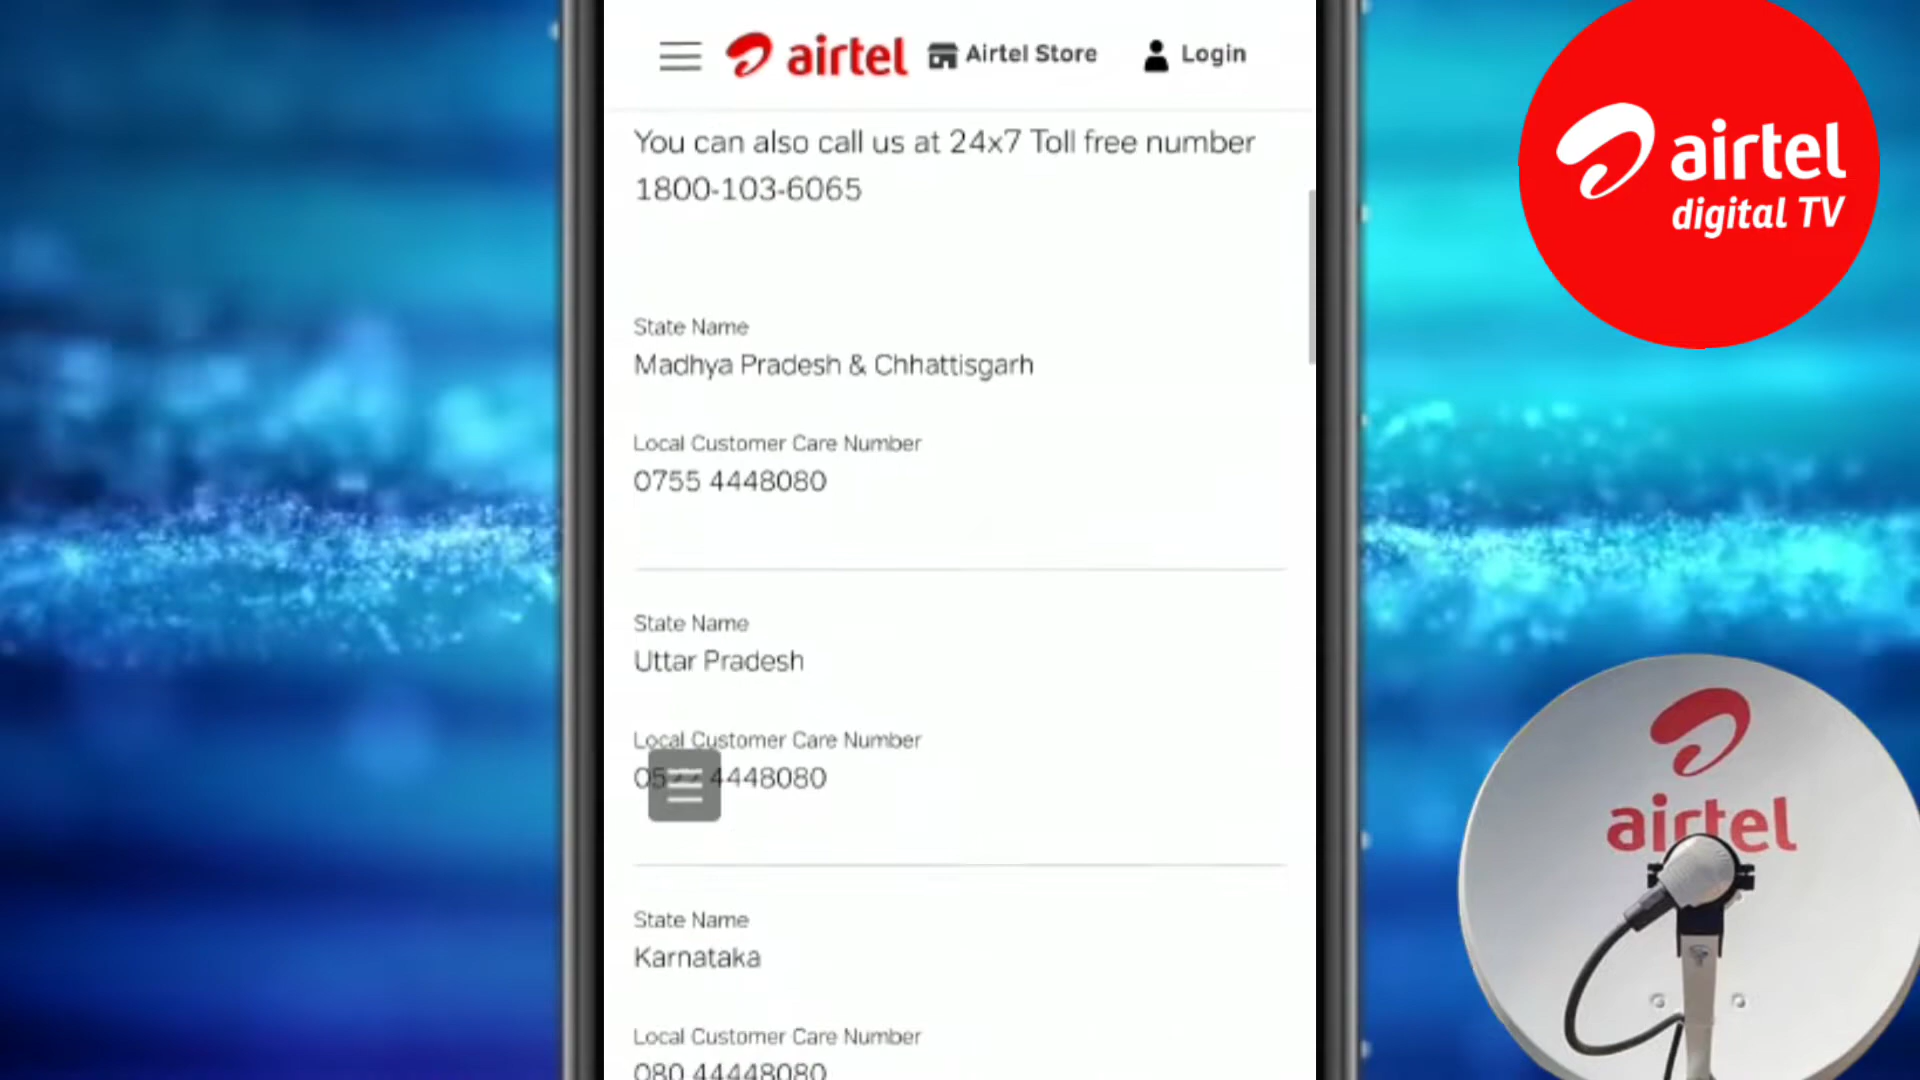 airtel Airtel Store Login
You can also call us at 24x7 Toll free number
1800-103-6065
State Name
Madhya Pradesh & Chhattisgarh
Local Customer Care Number
0755 4448080
State Name
Uttar Pradesh
Local Customer Care Number
4448080
State Name
Karnataka
Local Customer Care Number
080 44448080
airtel
digital TV
airtel